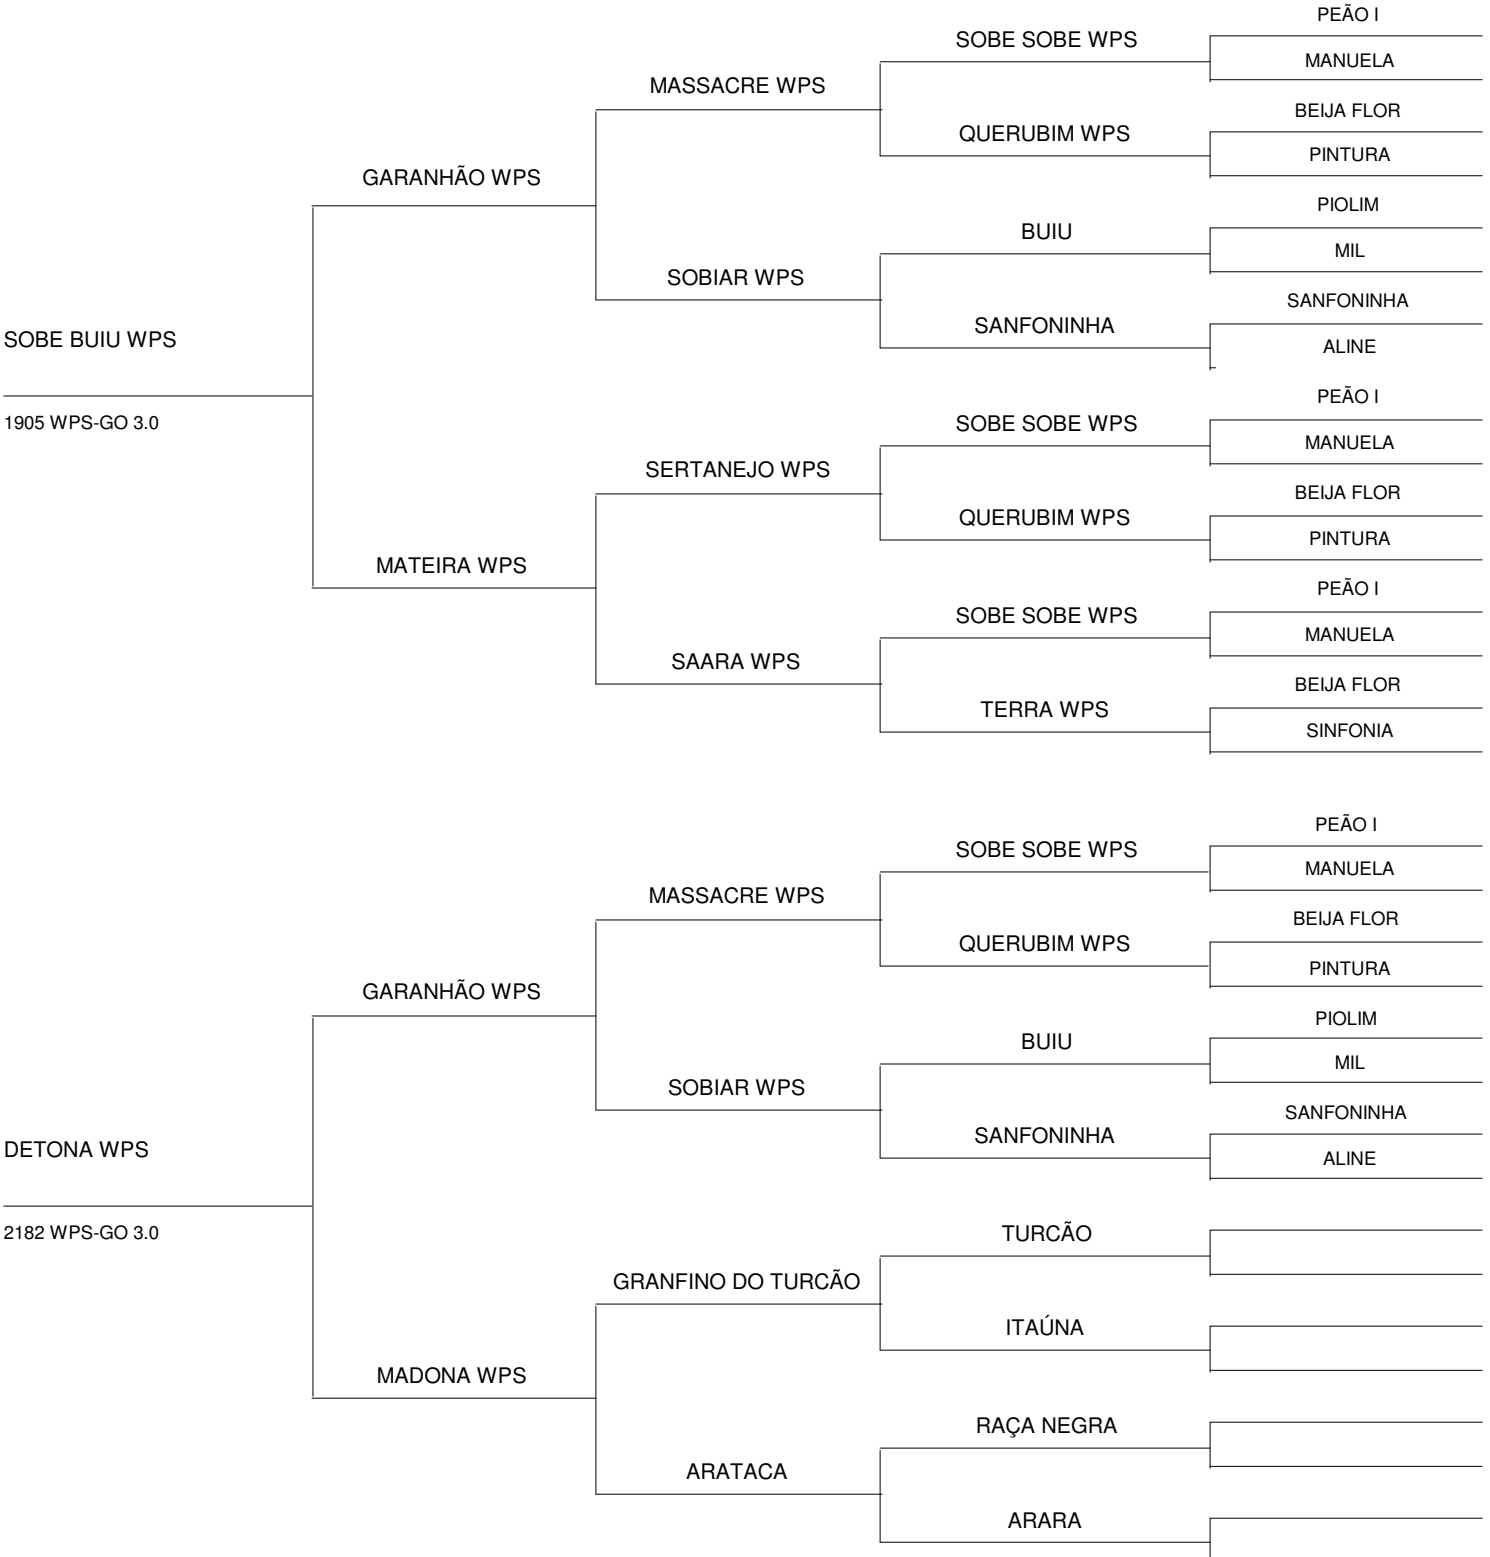 PEÃO I
SOBE SOBE WPS
MANUELA
MASSACRE WPS
BEIJA FLOR
QUERUBIM WPS
PINTURA
GARANHÃO WPS
PIOLIM
BUIU
MIL
SOBIAR WPS
SANFONINHA
SANFONINHA
ALINE
SOBE BUIU WPS
1905 WPS-GO 3.0
PEÃO I
SOBE SOBE WPS
MANUELA
SERTANEJO WPS
BEIJA FLOR
QUERUBIM WPS
PINTURA
MATEIRA WPS
PEÃO I
SOBE SOBE WPS
MANUELA
SAARA WPS
BEIJA FLOR
TERRA WPS
SINFONIA
PEÃO I
SOBE SOBE WPS
MANUELA
MASSACRE WPS
BEIJA FLOR
QUERUBIM WPS
PINTURA
GARANHÃO WPS
PIOLIM
BUIU
MIL
SOBIAR WPS
SANFONINHA
SANFONINHA
ALINE
DETONA WPS
2182 WPS-GO 3.0
TURCÃO
GRANFINO DO TURCÃO
ITAÚNA
MADONA WPS
RAÇA NEGRA
ARATACA
ARARA